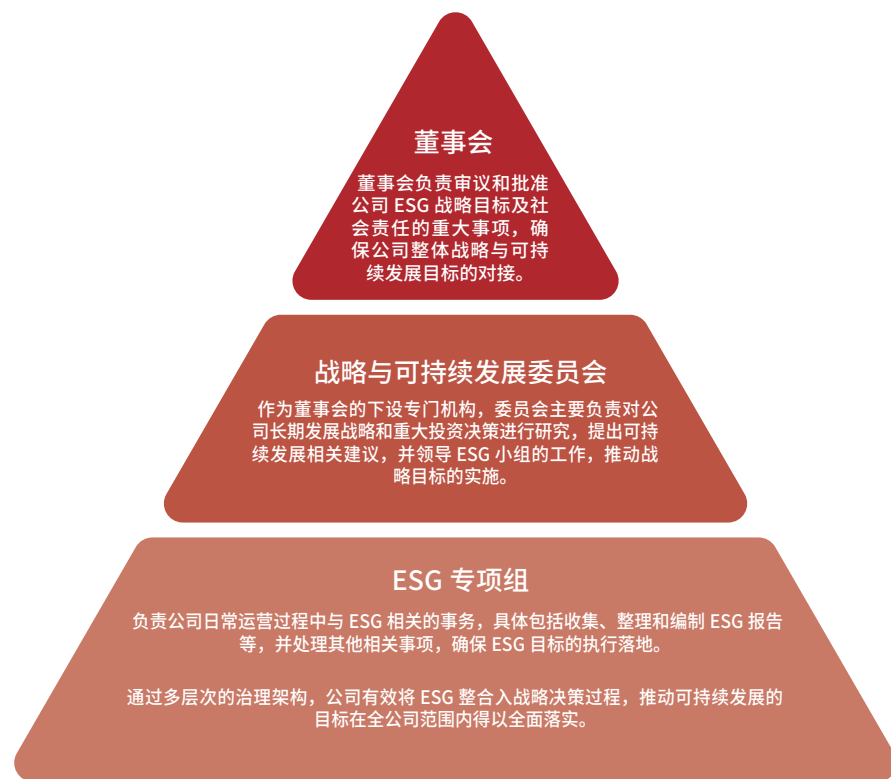 董事会
董事会负责审议和批准
公司 ESG 战略目标及社
会责任的重大事项，确
保公司整体战略与可持
续发展目标的对接。
战略与可持续发展委员会
作为董事会的下设专门机构，委员会主要负责对公
司长期发展战略和重大投资决策进行研究，提出可持
续发展相关建议，并领导 ESG 小组的工作，推动战
略目标的实施。
ESG 专项组
负责公司日常运营过程中与 ESG 相关的事务，具体包括收集、整理和编制 ESG 报告
等，并处理其他相关事项，确保 ESG 目标的执行落地。
通过多层次的治理架构，公司有效将 ESG 整合入战略决策过程，推动可持续发展的
目标在全公司范围内得以全面落实。